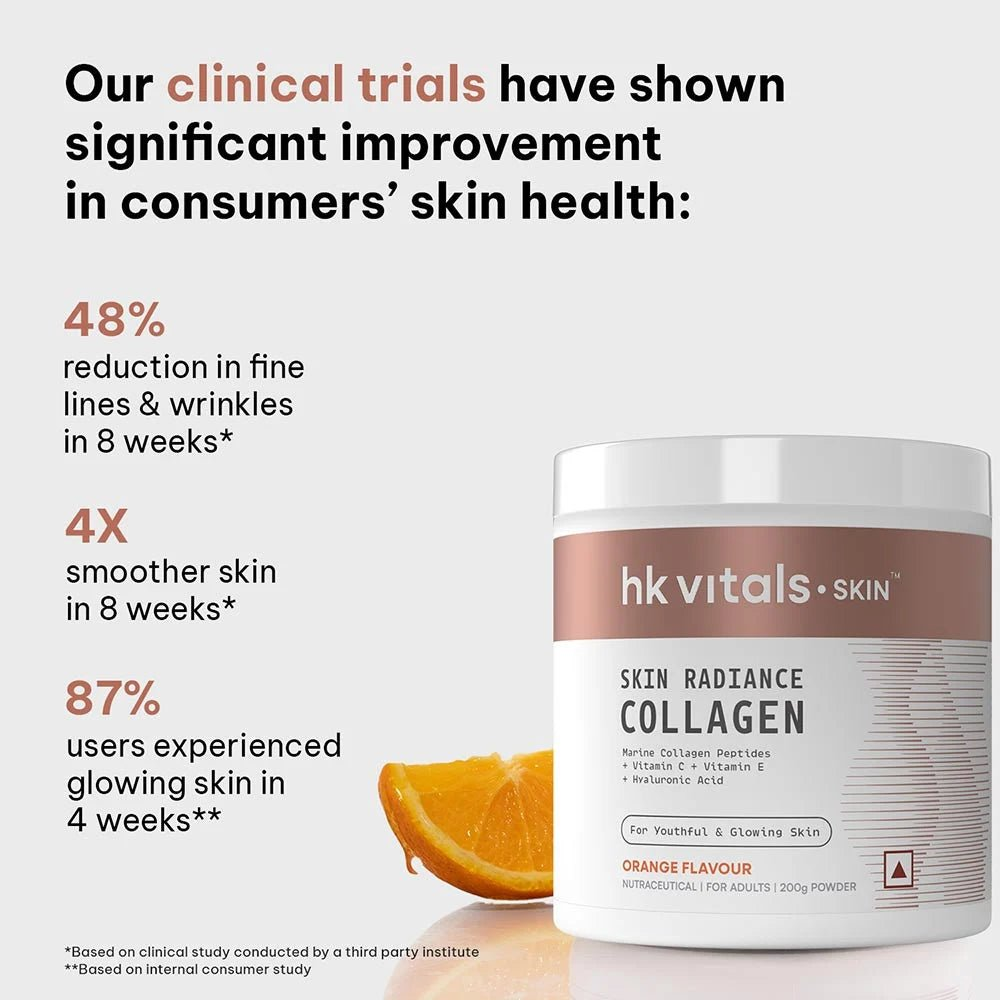 Our clinical trials have shown
significant improvement
in consumers’ skin health:
48%
reduction in fine
lines & wrinkles
in 8 weeks*
4X
smoother skin
in 8 weeks*
87%
users experienced
glowing skin in
4 weeks**
*Based on clinical study conducted by a third party institute
**Based on internal consumer study
hk vitals • SKIN™
SKIN RADIANCE
COLLAGEN
Marine Collagen Peptides
+ Vitamin C + Vitamin E
+ Hyaluronic Acid
For Youthful & Glowing Skin
ORANGE FLAVOUR
NUTRACEUTICAL | FOR ADULTS | 200g POWDER